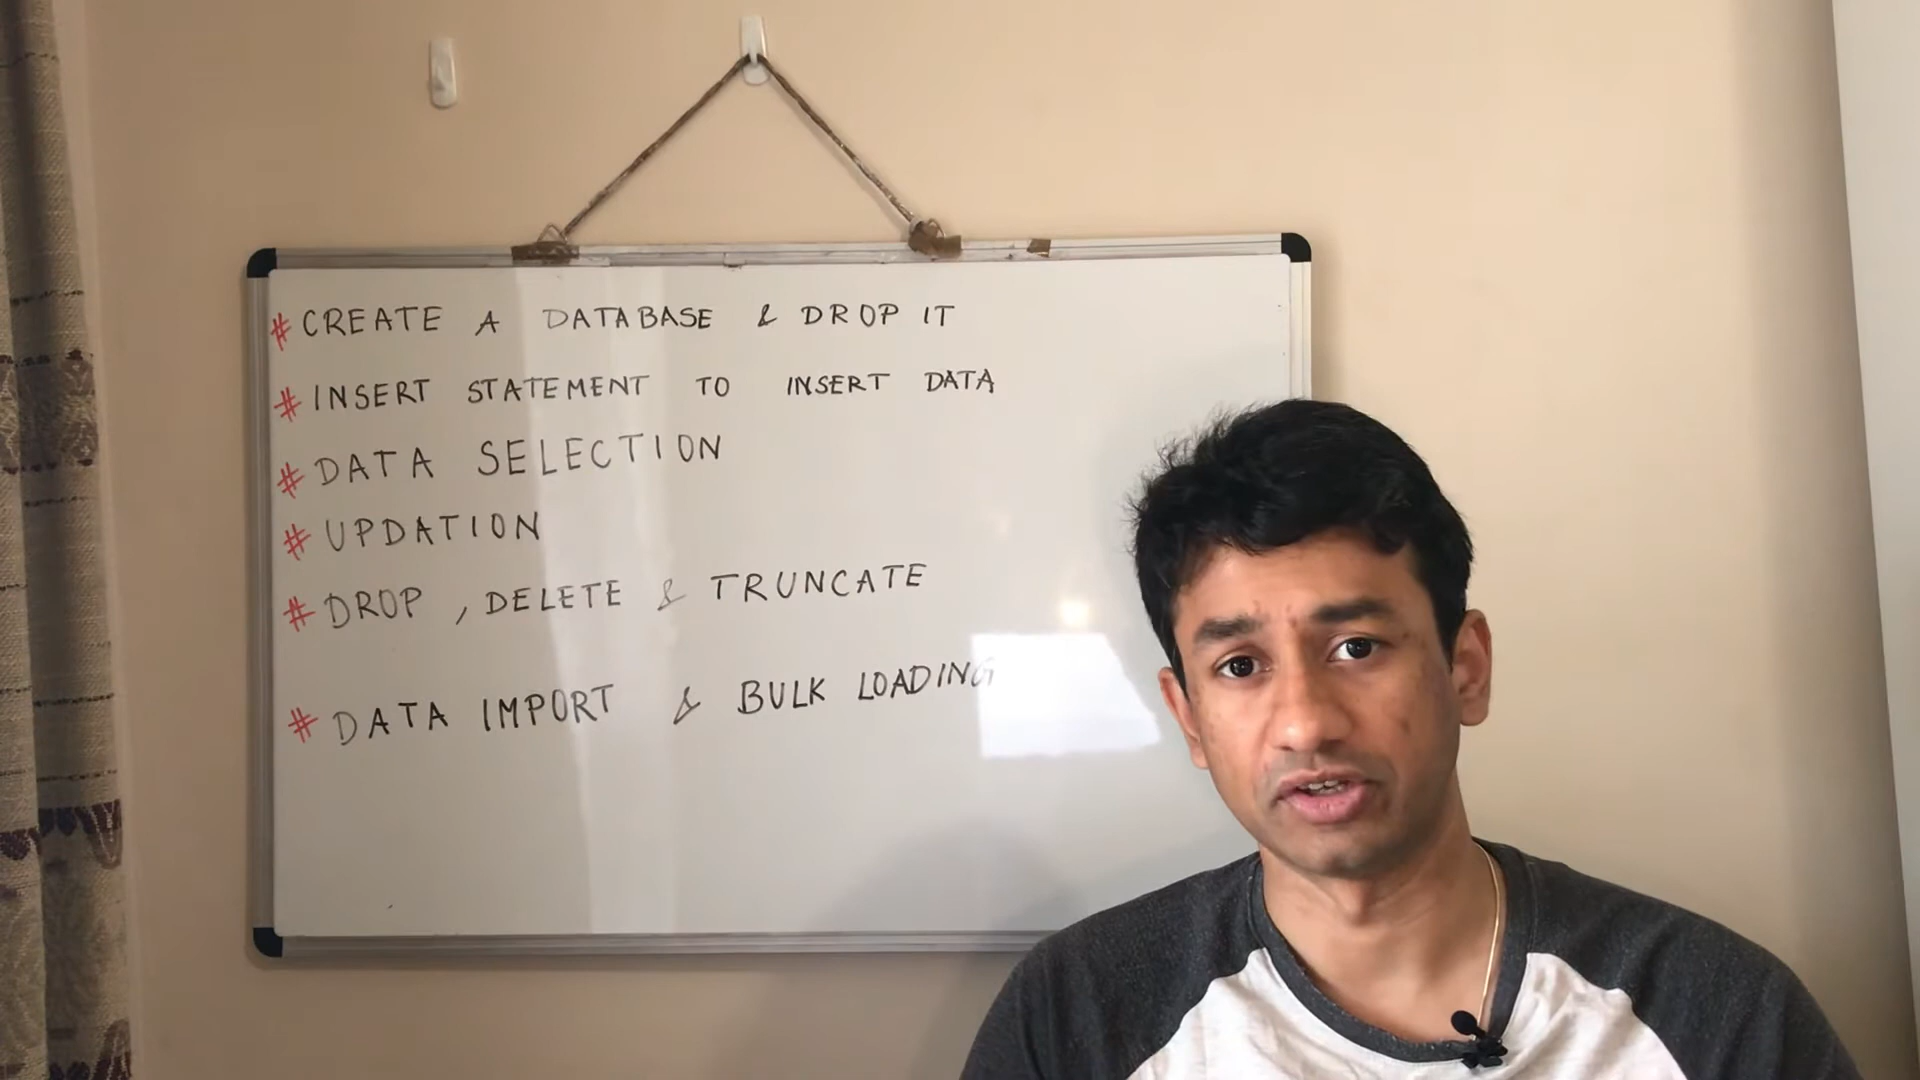 # CREATE A DATABASE & DROP IT
# INSERT STATEMENT TO INSERT DATA
# DATA SELECTION
# UPDATION
# DROP , DELETE & TRUNCATE
# DATA IMPORT & BULK LOADING